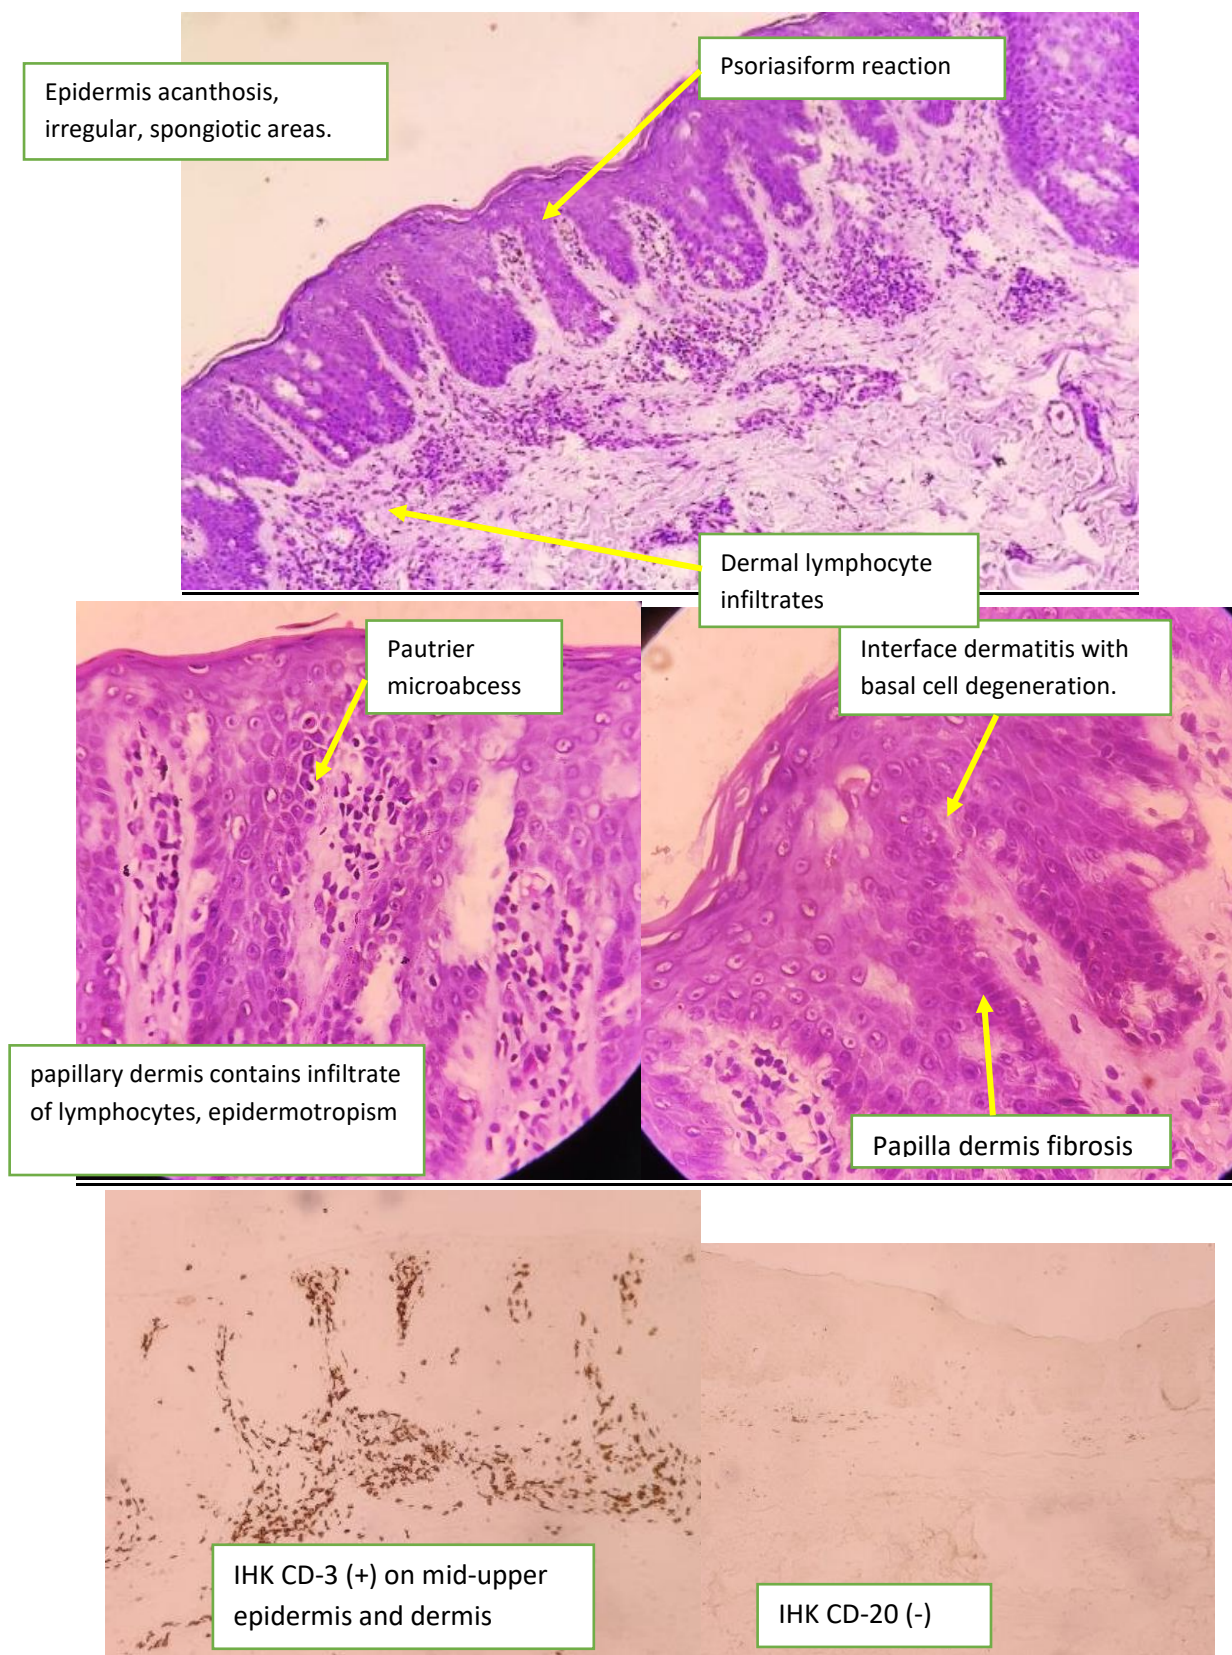 Epidermis acanthosis,
irregular, spongiotic areas.
Psoriasiform reaction
Dermal lymphocyte
infiltrates
Pautrier
microabcess
Interface dermatitis with
basal cell degeneration.
papillary dermis contains infiltrate
of lymphocytes, epidermotropism
Papilla dermis fibrosis
IHK CD-3 (+) on mid-upper
epidermis and dermis
IHK CD-20 (-)